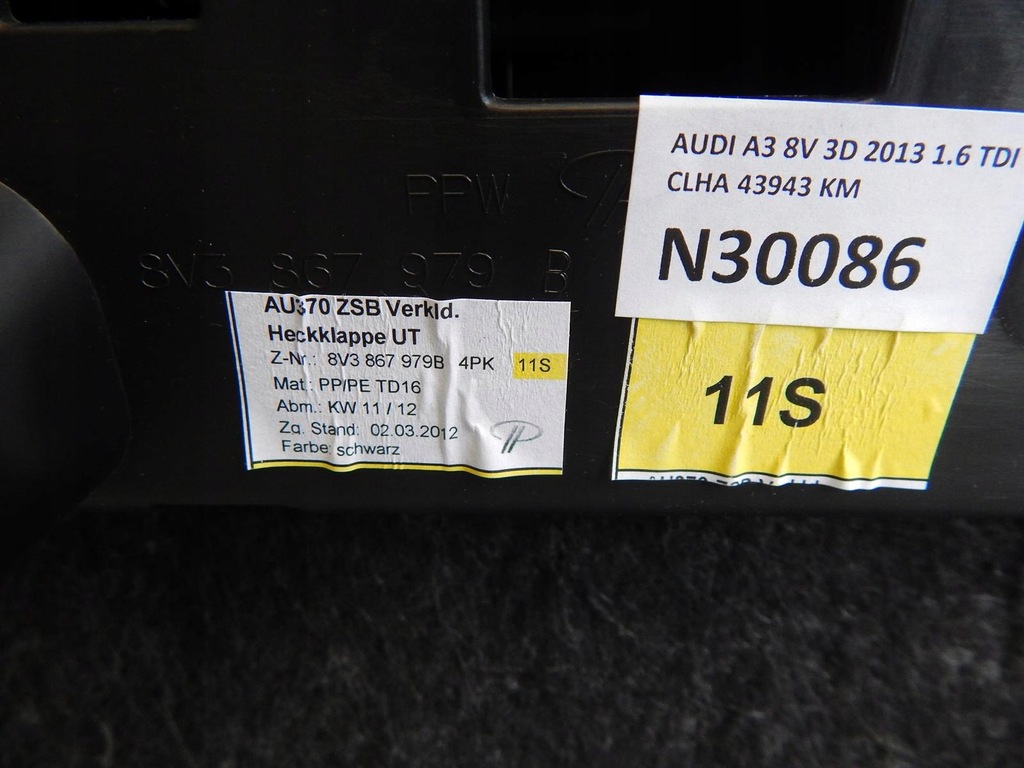 AUDI A3 8V 3D 2013 1.6 TDI
CLHA 43943 KM
N30086
PPW
8V3 867 979 B
AU370 ZSB Verkld.
Heckklappe UT
Z-Nr.: 8V3 867 979B 4PK 11S
Mat.: PP/PE TD16
Abm.: KW 11 / 12
Zg. Stand: 02.03.2012
Farbe: schwarz
11S